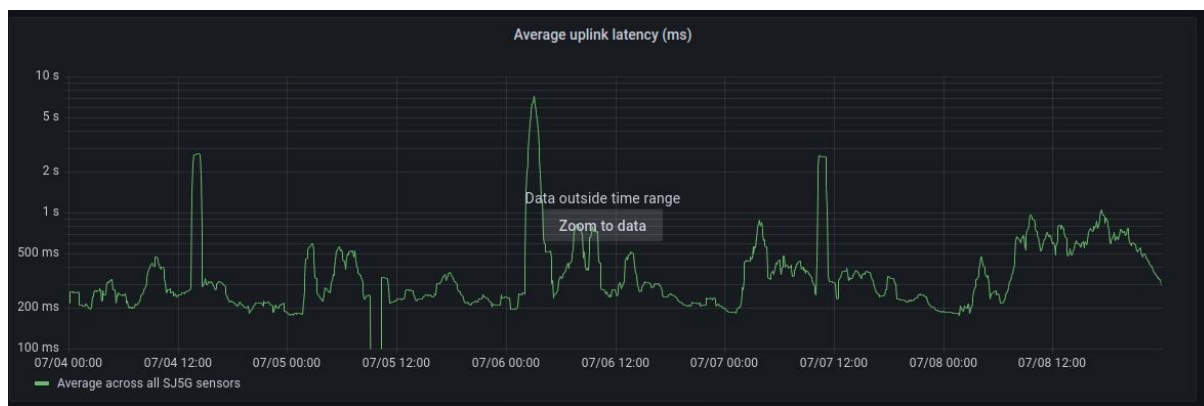 Average uplink latency (ms)
10 s
5 s
2 s
1 s
500 ms
200 ms
100 ms
Data outside time range
Zoom to data
07/04 00:00 07/04 12:00 07/05 00:00 07/05 12:00 07/06 00:00 07/06 12:00 07/07 00:00 07/07 12:00 07/08 00:00 07/08 12:00
Average across all SJ5G sensors